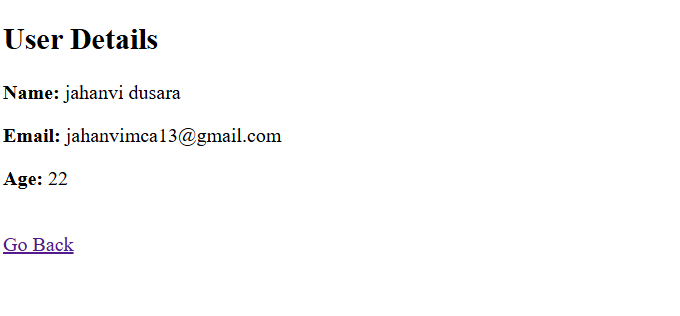 User Details
Name: jahanvi dusara
Email: jahanvimca13@gmail.com
Age: 22
Go Back